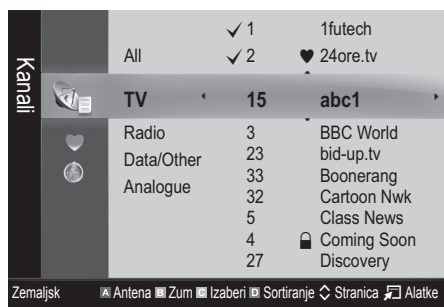 Kanali
✓ 1 1futech
All ✓ 2 ♥ 24ore.tv
TV 15 abc1
Radio 3 BBC World
Data/Other 23 bid-up.tv
Analogue 33 Boonerang
32 Cartoon Nwk
5 Class News
4 Coming Soon
27 Discovery
Zemaljsk A Antena B Zum C Izaberi D Sortiranje Stranica Alatke